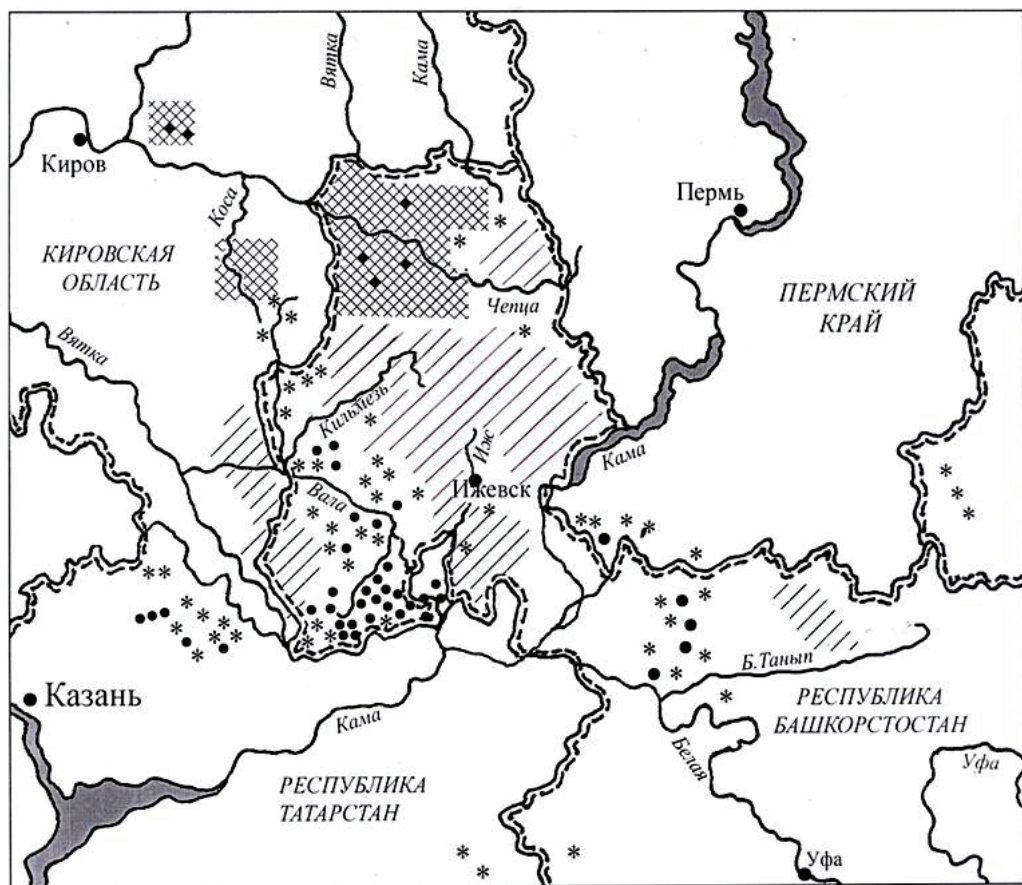 Вятка
Кама
Киров
Пермь
Коса
КИРОВСКАЯ
ОБЛАСТЬ
ПЕРМСКИЙ
КРАЙ
Чепца
Вятка
Кильмезь
Иж
Кама
Ижевск
Вала
Б.Танып
Казань
РЕСПУБЛИКА
БАШКОРСТОСТАН
Кама
Белая
Уфа
РЕСПУБЛИКА
ТАТАРСТАН
Уфа